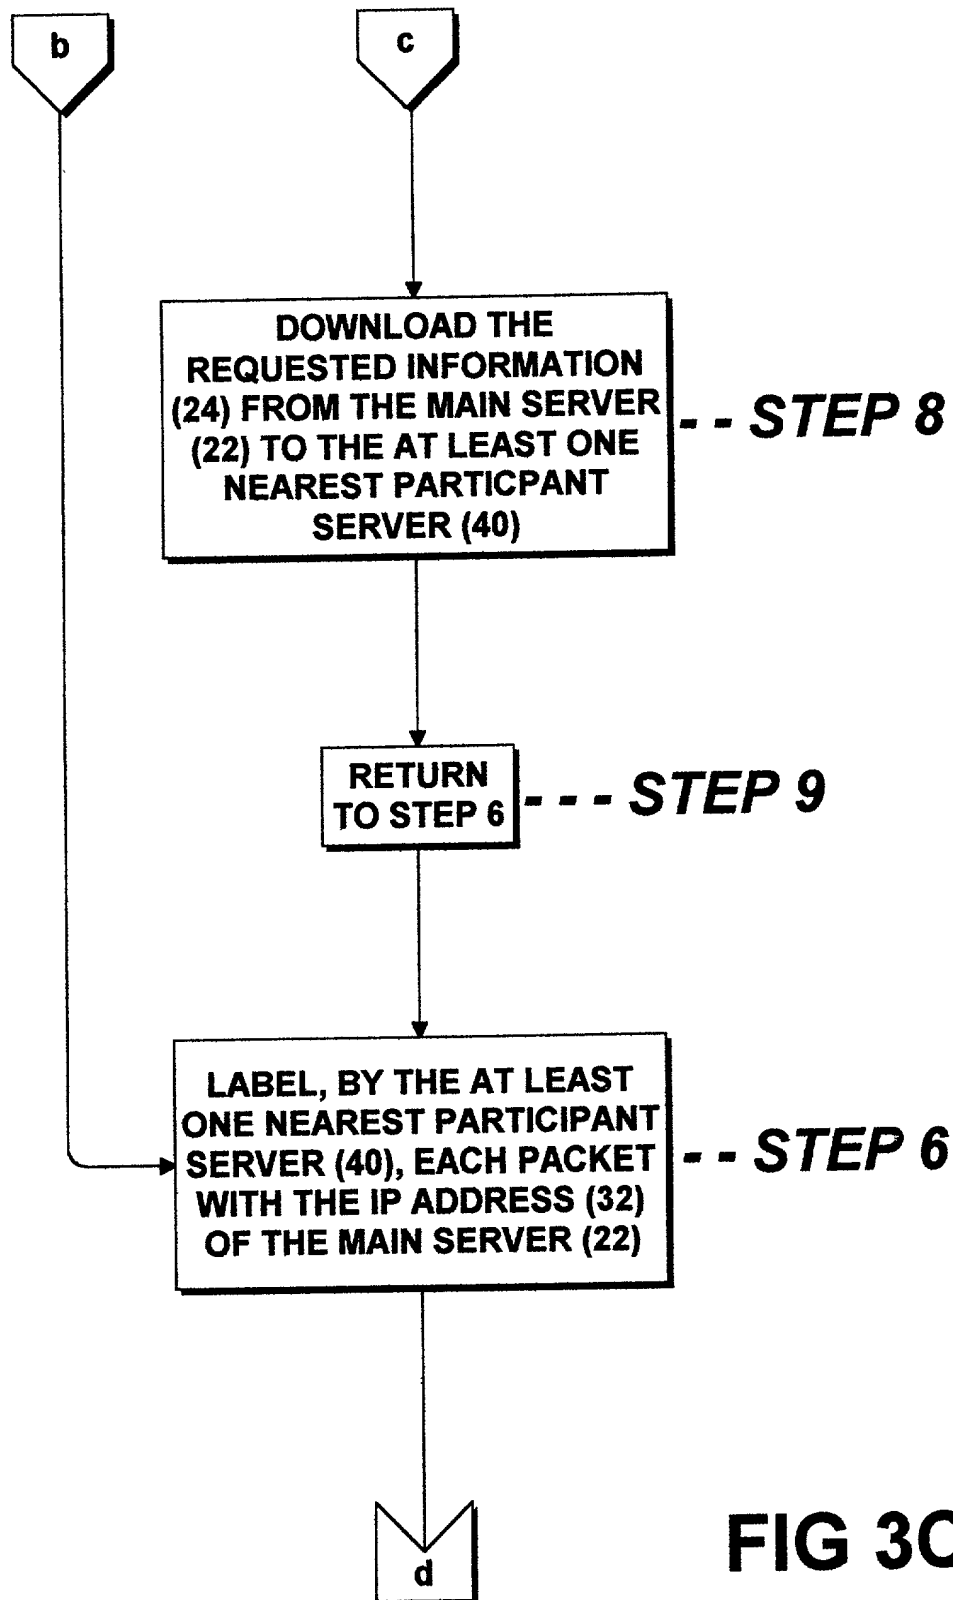 b
c
DOWNLOAD THE
REQUESTED INFORMATION
(24) FROM THE MAIN SERVER
(22) TO THE AT LEAST ONE
NEAREST PARTICPANT
SERVER (40)
-- STEP 8
RETURN
TO STEP 6
--- STEP 9
LABEL, BY THE AT LEAST
ONE NEAREST PARTICIPANT
SERVER (40), EACH PACKET
WITH THE IP ADDRESS (32)
OF THE MAIN SERVER (22)
-- STEP 6
d
FIG 3C